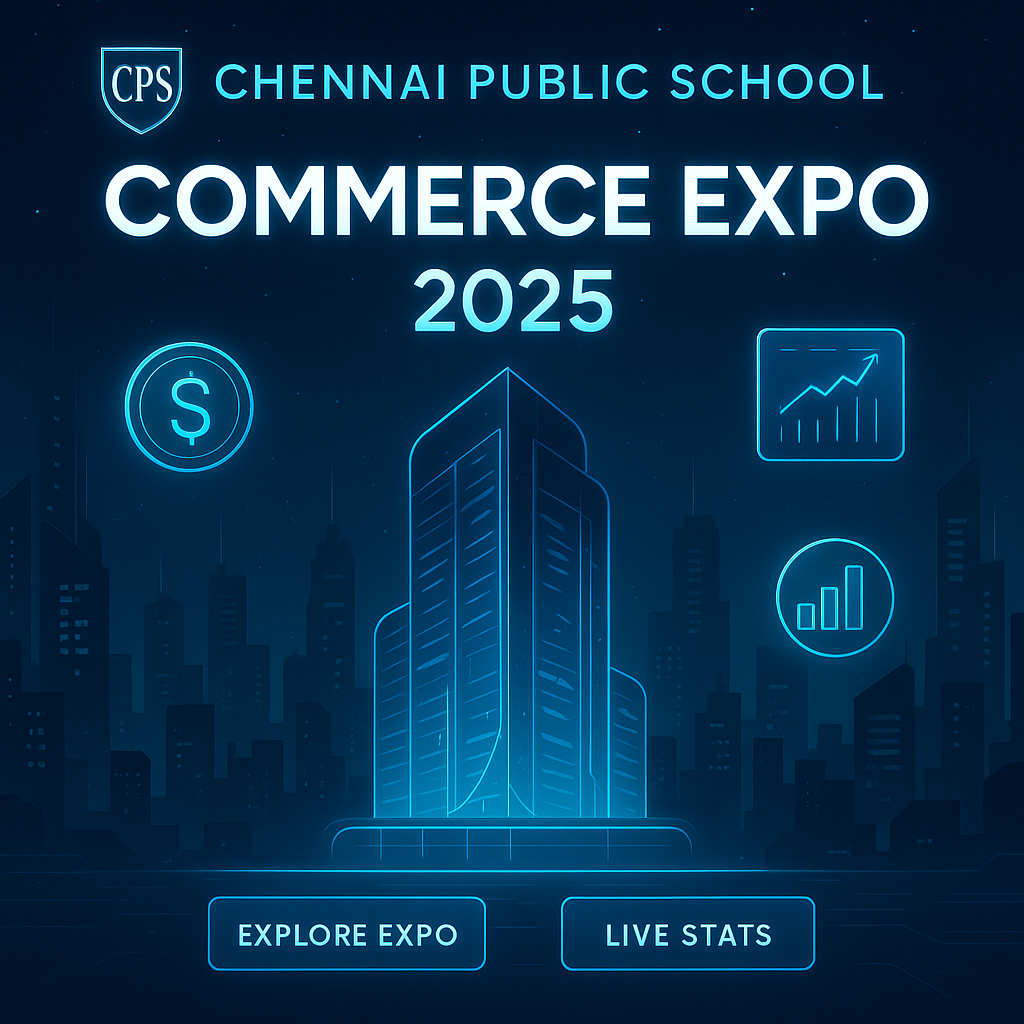 CPS CHENNAI PUBLIC SCHOOL
COMMERCE EXPO
2025
$
EXPLORE EXPO LIVE STATS